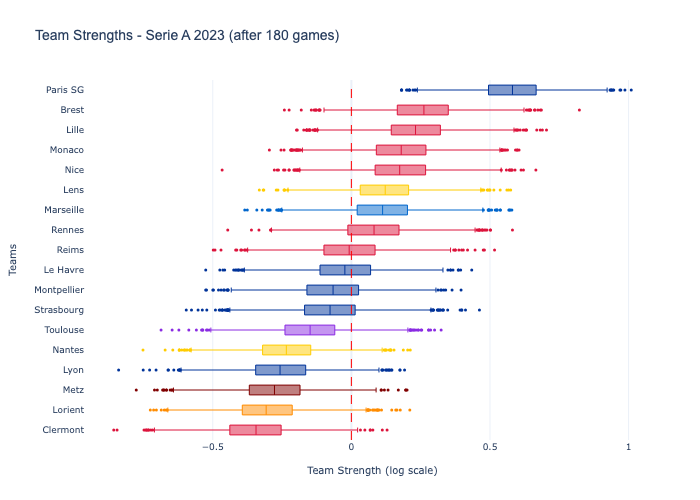 Team Strengths - Serie A 2023 (after 180 games)
Teams
Paris SG
Brest
Lille
Monaco
Nice
Lens
Marseille
Rennes
Reims
Le Havre
Montpellier
Strasbourg
Toulouse
Nantes
Lyon
Metz
Lorient
Clermont
−0.5 0 0.5 1
Team Strength (log scale)